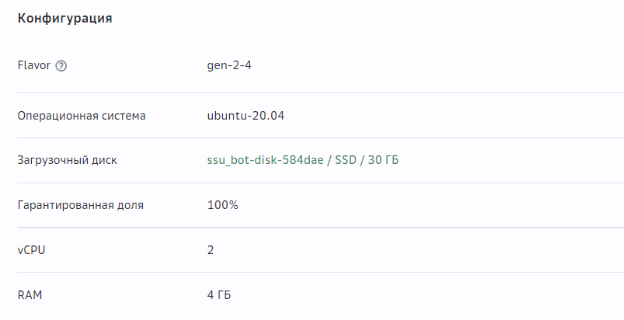 Конфигурация
Flavor ? gen-2-4
Операционная система ubuntu-20.04
Загрузочный диск ssu_bot-disk-584dae / SSD / 30 ГБ
Гарантированная доля 100%
vCPU 2
RAM 4 ГБ